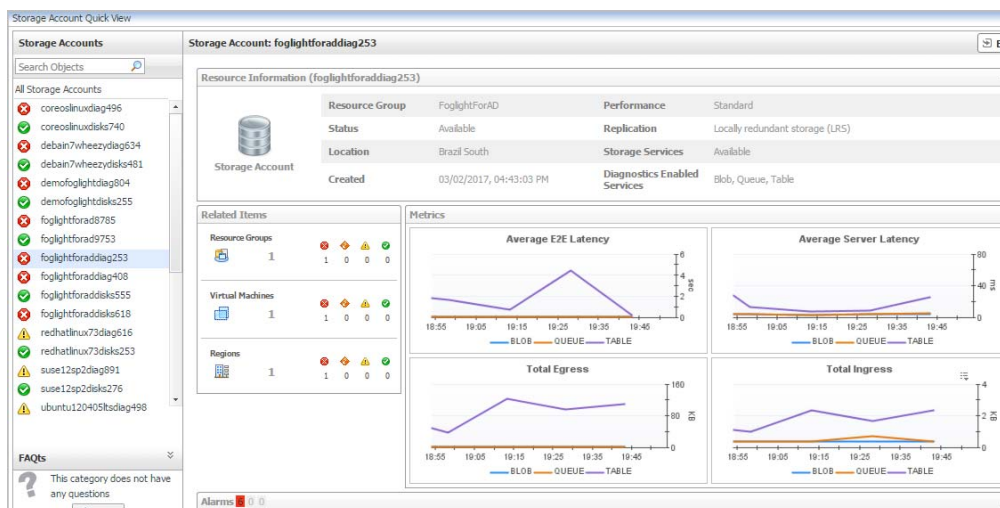 Storage Account Quick View
Storage Accounts
Search Objects
All Storage Accounts
coreoslinuxdiag496
coreoslinuxdisks740
debain7wheezydiag634
debain7wheezydisks481
demofoglightdiag804
demofoglightdisks255
foglightforad8785
foglightforad9753
foglightforaddiag253
foglightforaddiag408
foglightforaddisks555
foglightforaddisks618
redhatlinux73diag616
redhatlinux73disks253
suse12sp2diag891
suse12sp2disks276
ubuntu120405ltsdiag498
FAQts
This category does not have
any questions
Storage Account: foglightforaddiag253
Resource Information (foglightforaddiag253)
Storage Account
Resource Group FoglightForAD Performance Standard
Status Available Replication Locally redundant storage (LRS)
Location Brazil South Storage Services Available
Created 03/02/2017, 04:43:03 PM Diagnostics Enabled Services Blob, Queue, Table
Related Items
Resource Groups
1 1 0 0 0
Virtual Machines
1 1 0 0 0
Regions
1 1 0 0 0
Metrics
Average E2E Latency
6
4
2
0
sec
18:55 19:05 19:15 19:25 19:35 19:45
BLOB QUEUE TABLE
Average Server Latency
80
40
0
ms
18:55 19:05 19:15 19:25 19:35 19:45
BLOB QUEUE TABLE
Total Egress
160
80
0
KB
18:55 19:05 19:15 19:25 19:35 19:45
BLOB QUEUE TABLE
Total Ingress
4
2
0
KB
18:55 19:05 19:15 19:25 19:35 19:45
BLOB QUEUE TABLE
Alarms 6 0 0